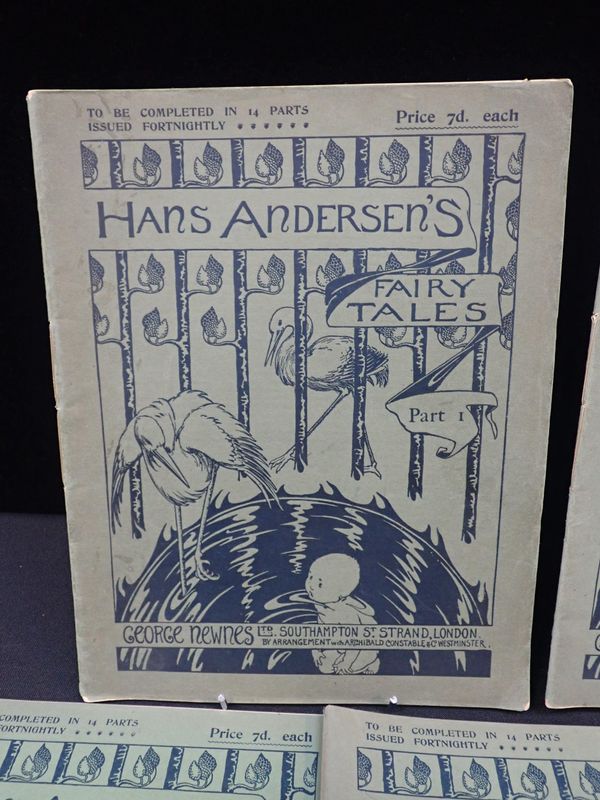 TO BE COMPLETED IN 14 PARTS
ISSUED FORTNIGHTLY
Price 7d. each
HANS ANDERSEN'S
FAIRY
TALES
Part 1
GEORGE NEWNES LTD. SOUTHAMPTON ST. STRAND, LONDON.
BY ARRANGEMENT with ARCHIBALD CONSTABLE & Co WESTMINSTER.
COMPLETED IN 14 PARTS
FORTNIGHTLY
Price 7d. each
TO BE COMPLETED IN 14 PARTS
ISSUED FORTNIGHTLY